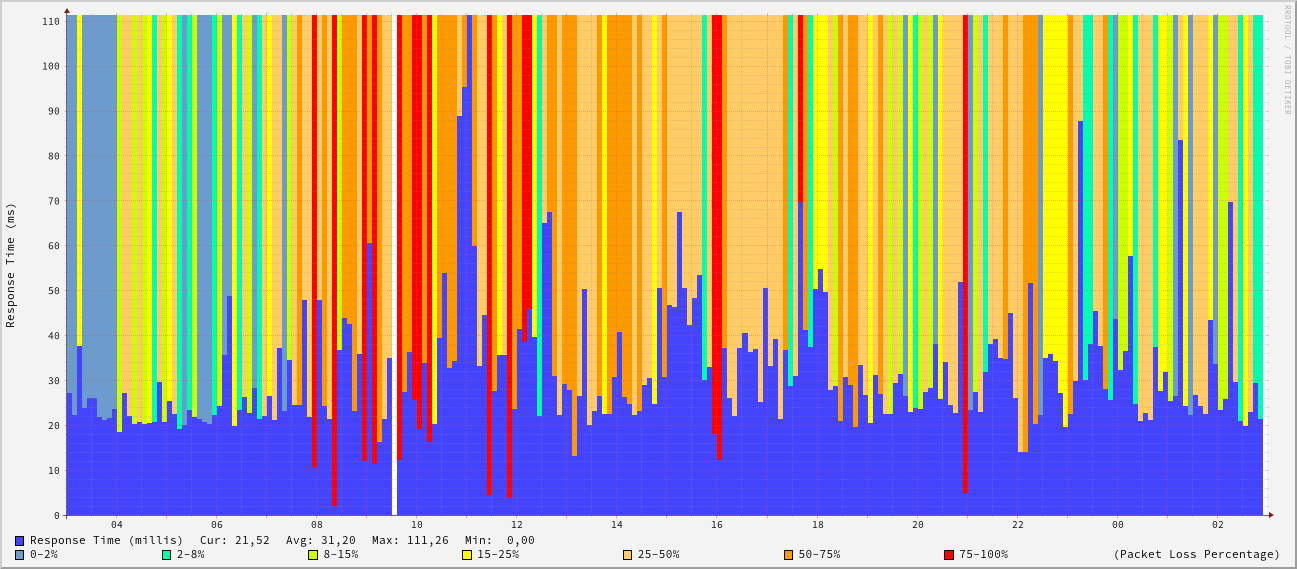 RRDTOOL / TOBI OETIKER
Response Time (ms)
110
100
90
80
70
60
50
40
30
20
10
0
04 06 08 10 12 14 16 18 20 22 00 02
Response Time (millis) Cur: 21,52 Avg: 31,20 Max: 111,26 Min: 0,00
0-2% 2-8% 8-15% 15-25% 25-50% 50-75% 75-100% (Packet Loss Percentage)